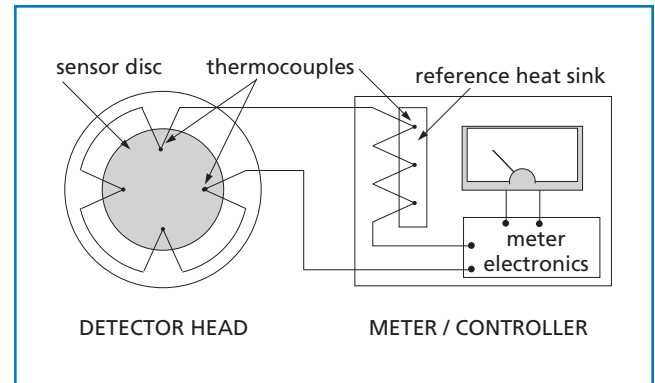 sensor disc
thermocouples
reference heat sink
meter
electronics
DETECTOR HEAD
METER / CONTROLLER